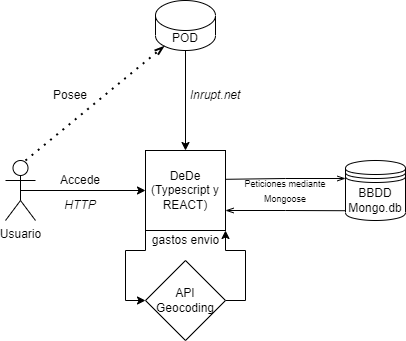 POD
Posee
Inrupt.net
DeDe
(Typescript y
REACT)
Accede
HTTP
Usuario
Peticiones mediante
Mongoose
BBDD
Mongo.db
gastos envio
API
Geocoding